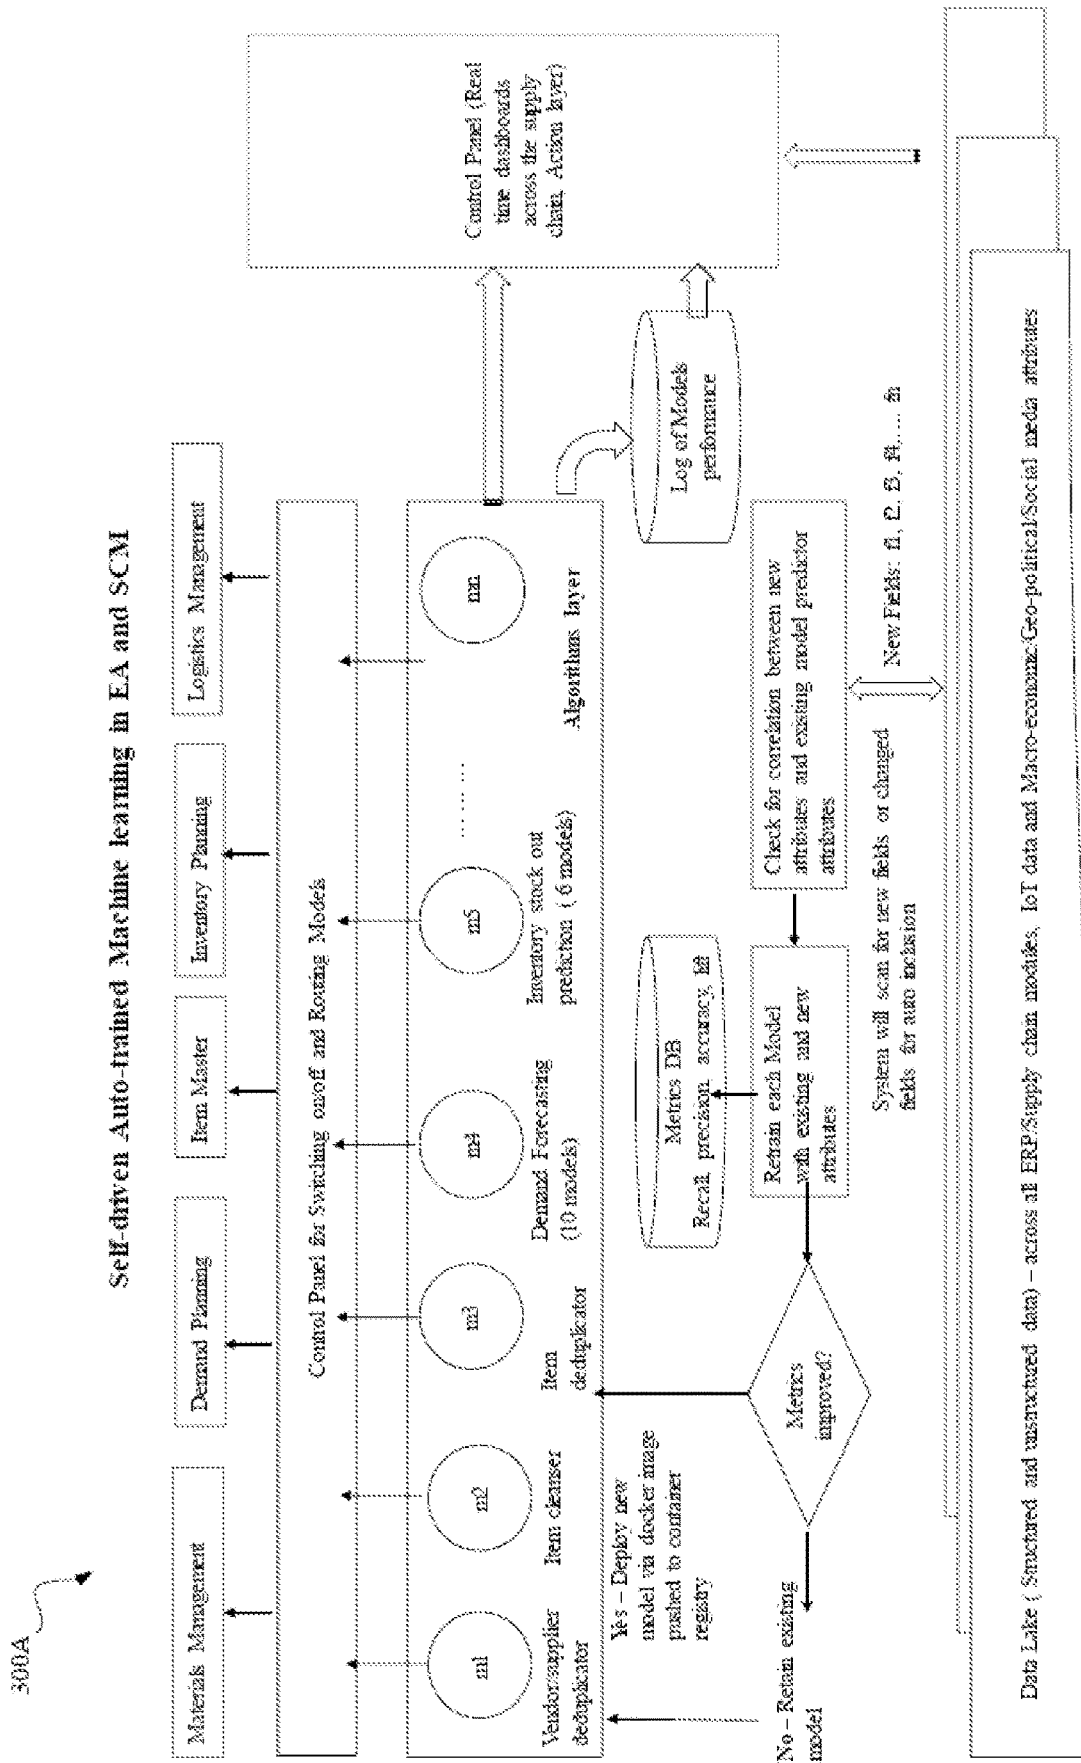 300A
Self-driven Auto-trained Machine learning in EA and SCM
Materials Management
Demand Planning
Item Master
Inventory Planning
Logistics Management
Control Panel for Switching on/off and Routing Models
m1
m2
m3
m4
m5
......
mn
Vendor/supplier
deduplicator
Item cleanser
Item
deduplicator
Demand Forecasting
(10 models)
Inventory stock out
prediction ( 6 models)
Algorithms layer
Control Panel (Real
time dashboards
across the supply
chain, Action layer)
Log of Models
performance
Yes – Deploy new
model via docker image
pushed to container
registry
No – Retain existing
model
Metrics
improved?
Metrics DB
Recall, precision, accuracy, lift
Retrain each Model
with existing and new
attributes
Check for correlation between new
attributes and existing model predictor
attributes
System will scan for new fields or changed
fields for auto inclusion
New Fields: f1, f2, f3, f4, ... fn
Data Lake ( Structured and unstructured data) – across all ERP/Supply chain modules, IoT data and Macro-economic/Geo-political/Social media attributes